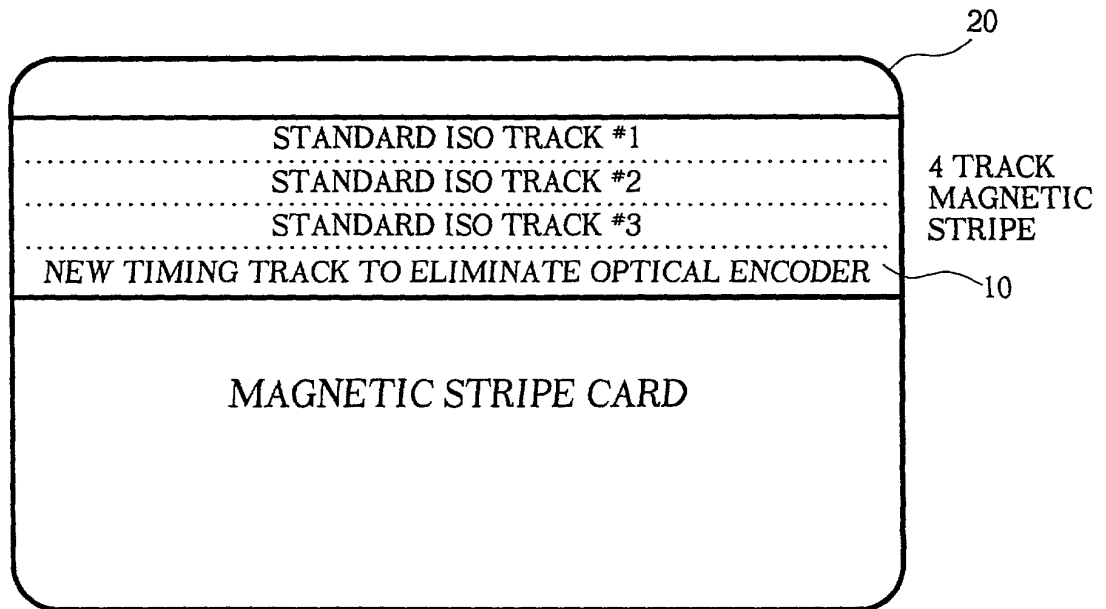 20
STANDARD ISO TRACK #1
STANDARD ISO TRACK #2
STANDARD ISO TRACK #3
NEW TIMING TRACK TO ELIMINATE OPTICAL ENCODER
4 TRACK
MAGNETIC
STRIPE
10
MAGNETIC STRIPE CARD